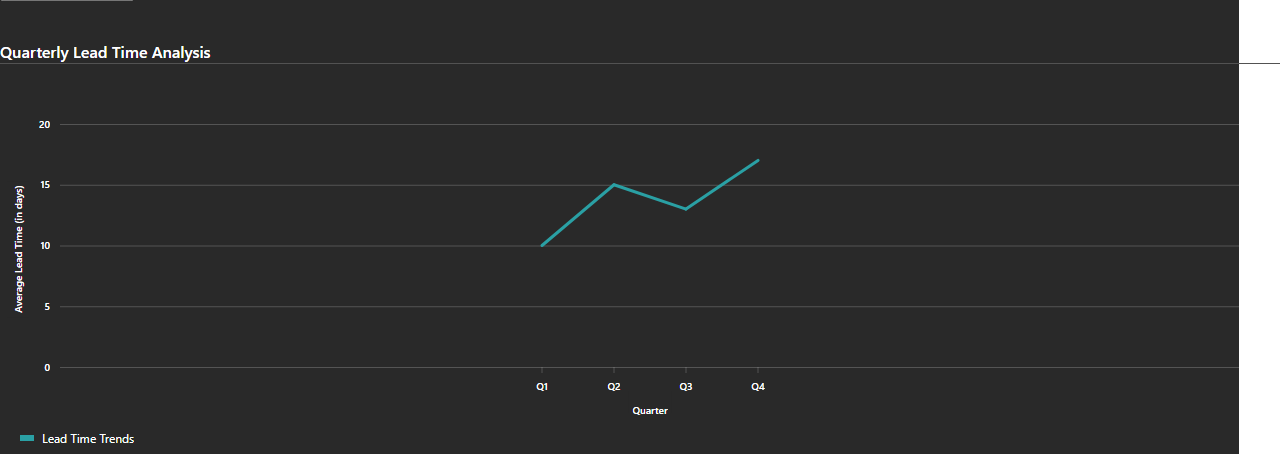 Quarterly Lead Time Analysis
20
15
10
5
0
Average Lead Time (in days)
Q1 Q2 Q3 Q4
Quarter
Lead Time Trends